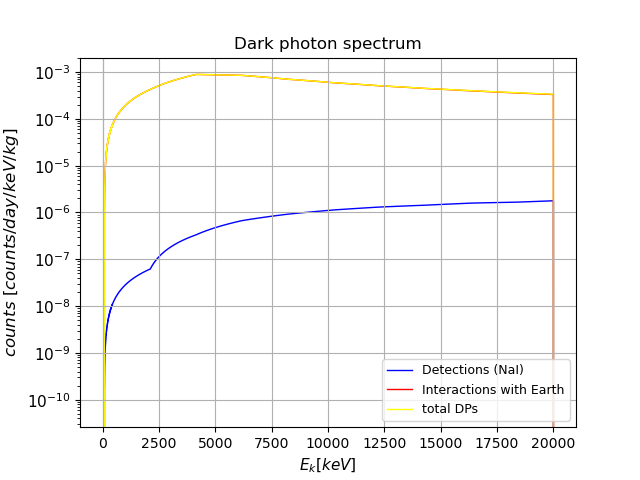 Dark photon spectrum
counts [counts/day/keV/kg]
10⁻³
10⁻⁴
10⁻⁵
10⁻⁶
10⁻⁷
10⁻⁸
10⁻⁹
10⁻¹⁰
Detections (NaI)
Interactions with Earth
total DPs
0 2500 5000 7500 10000 12500 15000 17500 20000
Eₖ[keV]